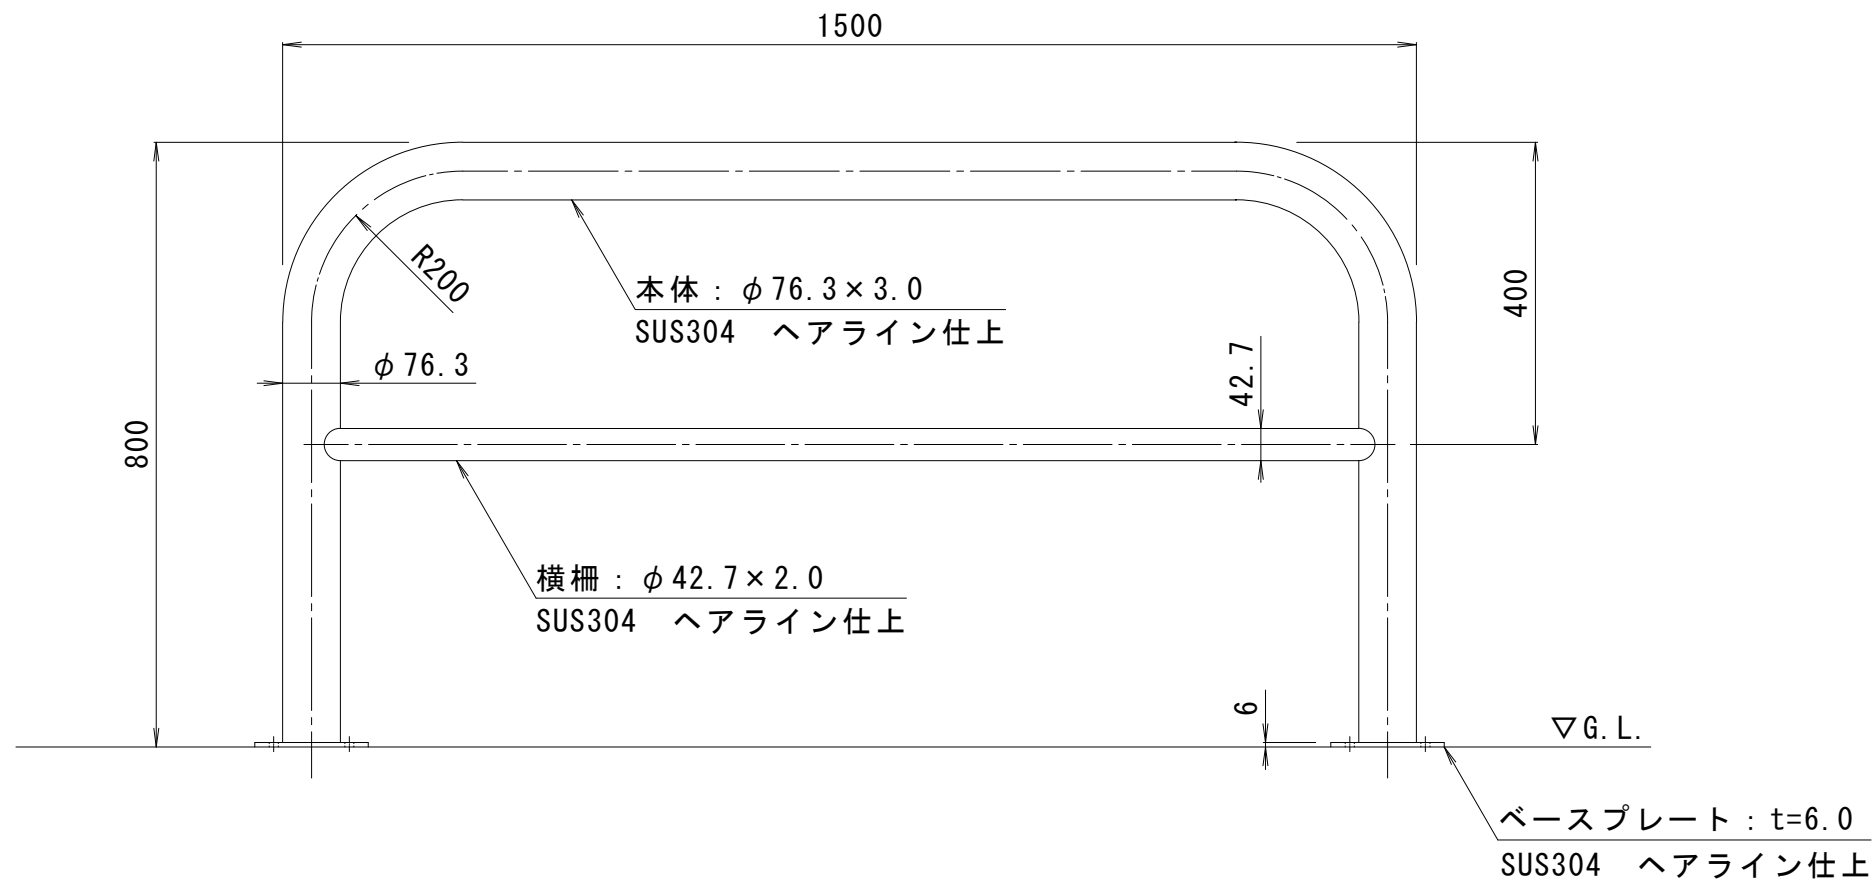 1500
R200
本体：φ76.3×3.0
SUS304　ヘアライン仕上
400
φ76.3
42.7
800
横柵：φ42.7×2.0
SUS304　ヘアライン仕上
6
▽G.L.
ベースプレート：t=6.0
SUS304　ヘアライン仕上